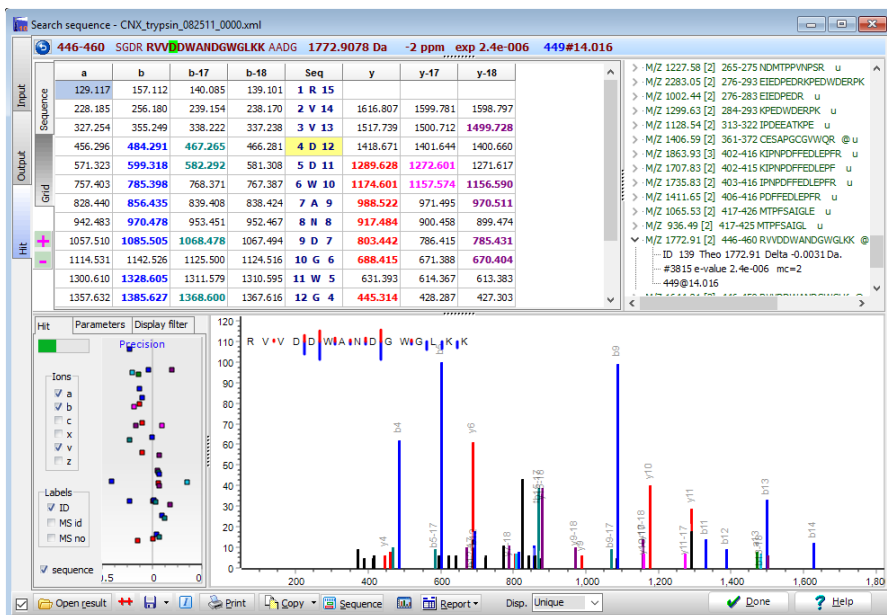 Search sequence - CNX_trypsin_082511_0000.xml
446-460 SGDR RVVDDWANDGWGLKK AADG 1772.9078 Da -2 ppm exp 2.4e-006 449#14.016
Input
Output
Hit
Sequence
Grid
a b b-17 b-18 Seq y y-17 y-18
129.117 157.112 140.085 139.101 1 R 15
228.185 256.180 239.154 238.170 2 V 14 1616.807 1599.781 1598.797
327.254 355.249 338.222 337.238 3 V 13 1517.739 1500.712 1499.728
456.296 484.291 467.265 466.281 4 D 12 1418.671 1401.644 1400.660
571.323 599.318 582.292 581.308 5 D 11 1289.628 1272.601 1271.617
757.403 785.398 768.371 767.387 6 W 10 1174.601 1157.574 1156.590
828.440 856.435 839.408 838.424 7 A 9 988.522 971.495 970.511
942.483 970.478 953.451 952.467 8 N 8 917.484 900.458 899.474
1057.510 1085.505 1068.478 1067.494 9 D 7 803.442 786.415 785.431
1114.531 1142.526 1125.500 1124.516 10 G 6 688.415 671.388 670.404
1300.610 1328.605 1311.579 1310.595 11 W 5 631.393 614.367 613.383
1357.632 1385.627 1368.600 1367.616 12 G 4 445.314 428.287 427.303
M/Z 1227.58 [2] 265-275 NDMTPPVNPSR u
M/Z 2283.05 [2] 276-293 EIEDPEDRKPEDWDERPK
M/Z 1002.44 [2] 276-283 EIEDPEDR u
M/Z 1299.63 [2] 284-293 KPEDWDERPK u
M/Z 1128.54 [2] 313-322 IPDEEATKPE u
M/Z 1406.59 [2] 361-372 CESAPGCGVWQR @ u
M/Z 1863.93 [3] 402-416 KIPNPDFFEDLEPFR u
M/Z 1707.83 [2] 402-415 KIPNPDFFEDLEPF u
M/Z 1735.83 [2] 403-416 IPNPDFFEDLEPFR u
M/Z 1411.65 [2] 406-416 PDFFEDLEPFR u
M/Z 1065.53 [2] 417-426 MTPFSAIGLE u
M/Z 936.49 [2] 417-425 MTPFSAIGL u
M/Z 1772.91 [2] 446-460 RVVDDWANDGWGLKK @
ID 139 Theo 1772.91 Delta -0.0031 Da.
#3815 e-value 2.4e-006 mc=2
449@14.016
Hit Parameters Display filter
Precision
Ions
a
b
c
x
y
z
Labels
ID
MS id
MS no
sequence
0
0
120
110
100
90
80
70
60
50
40
30
20
10
0
R V V D D W A N D G W G L K K
b4
b9
y6
y10
y11
b13
b11
b12
b14
y4
b5-17
y9-18
y9
b9-17
y11-17
200 400 600 800 1,000 1,200 1,400 1,600
Open result Print Copy Sequence Report Disp. Unique Done Help